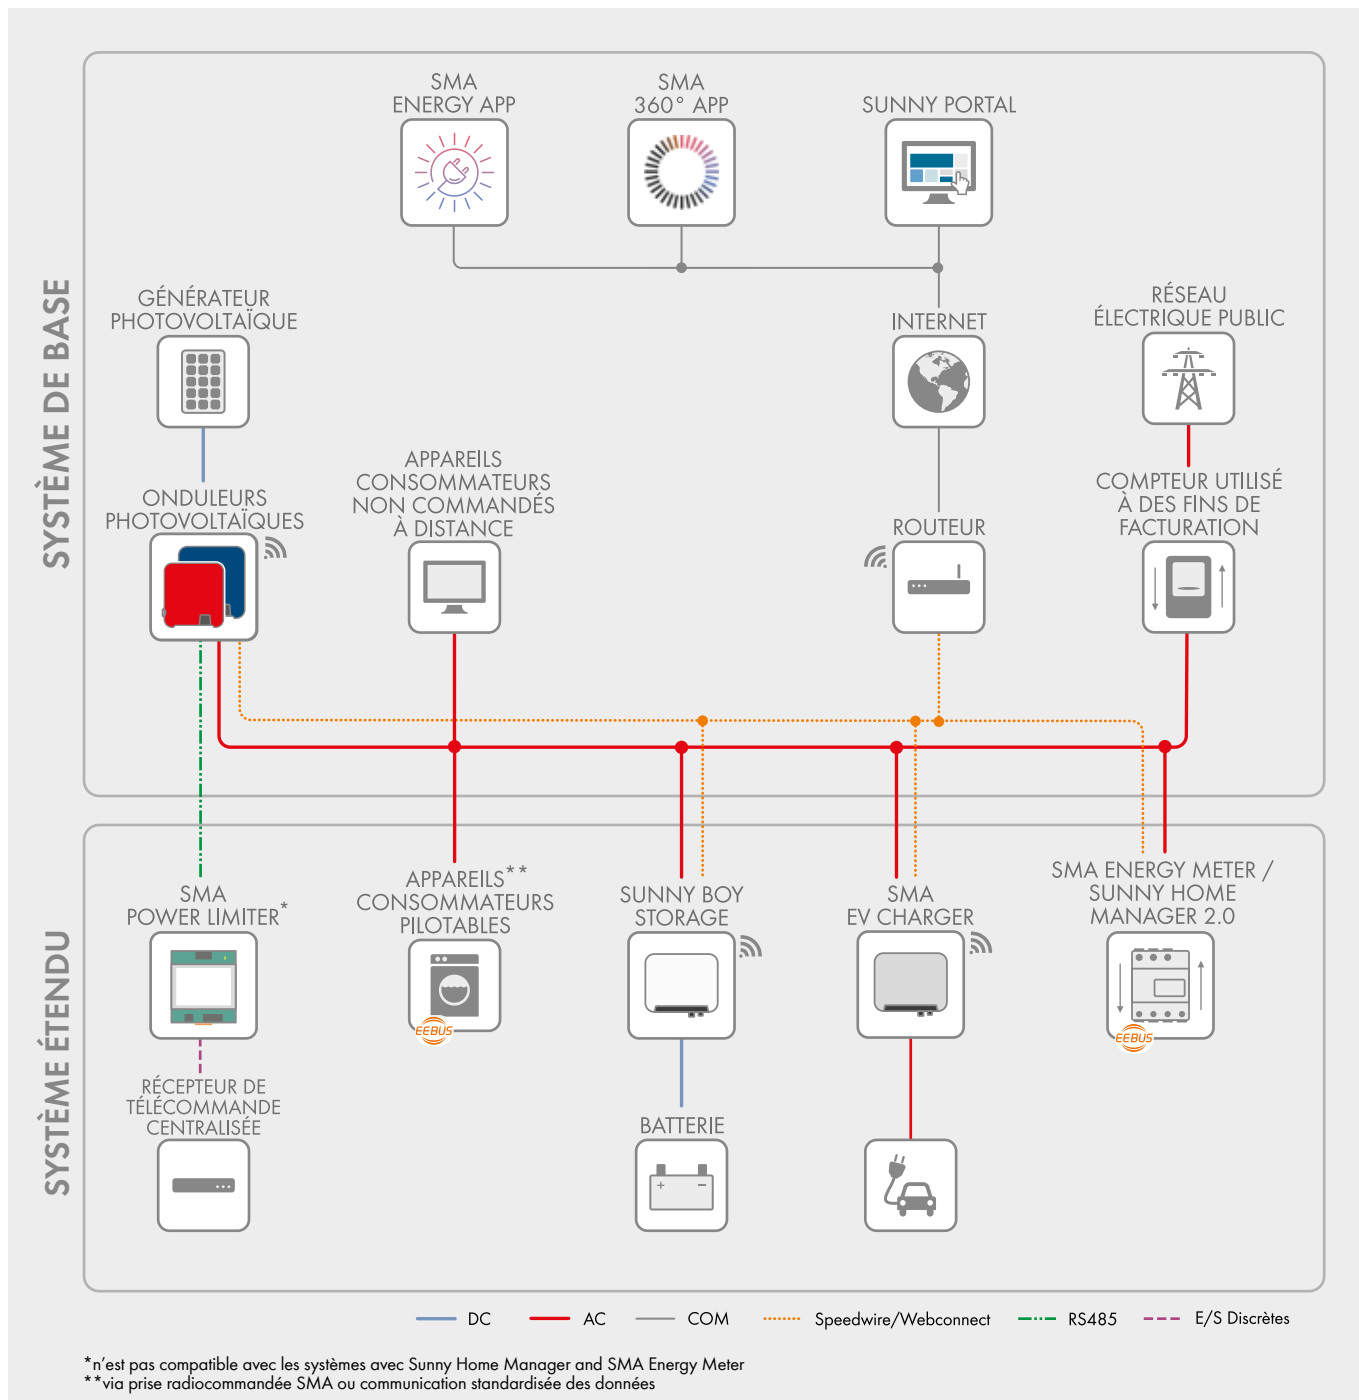 SYSTÈME DE BASE
SMA
ENERGY APP
SMA
360° APP
SUNNY PORTAL
GÉNÉRATEUR
PHOTOVOLTAÏQUE
INTERNET
RÉSEAU
ÉLECTRIQUE PUBLIC
ONDULEURS
PHOTOVOLTAÏQUES
APPAREILS
CONSOMMATEURS
NON COMMANDÉS
À DISTANCE
ROUTEUR
COMPTEUR UTILISÉ
À DES FINS DE
FACTURATION
SYSTÈME ÉTENDU
SMA
POWER LIMITER*
APPAREILS**
CONSOMMATEURS
PILOTABLES
EEBUS
SUNNY BOY
STORAGE
SMA
EV CHARGER
SMA ENERGY METER /
SUNNY HOME
MANAGER 2.0
EEBUS
RÉCEPTEUR DE
TÉLÉCOMMANDE
CENTRALISÉE
BATTERIE
+ −
DC
AC
COM
Speedwire/Webconnect
RS485
E/S Discrètes
*n'est pas compatible avec les systèmes avec Sunny Home Manager and SMA Energy Meter
**via prise radiocommandée SMA ou communication standardisée des données